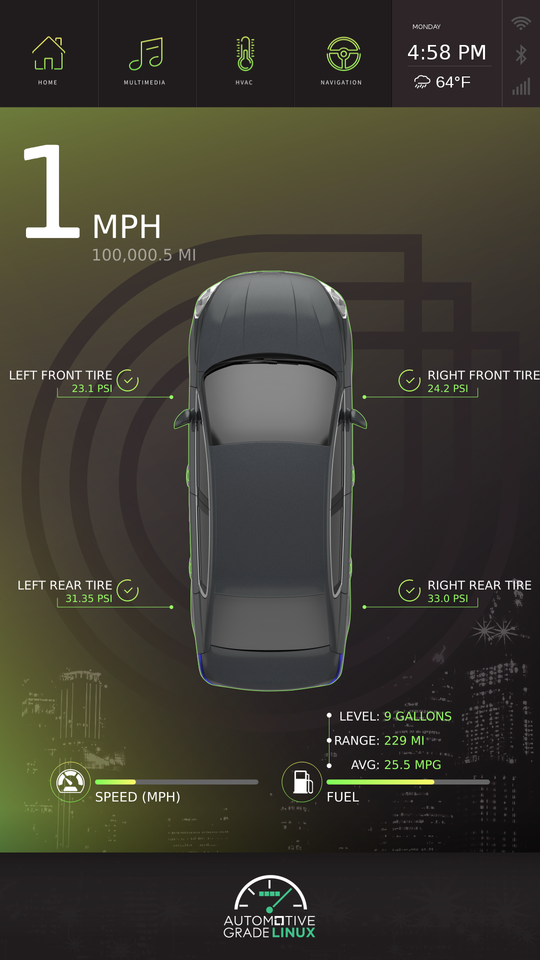 HOME
MULTIMEDIA
HVAC
NAVIGATION
MONDAY
4:58 PM
64°F
1 MPH
100,000.5 MI
LEFT FRONT TIRE
23.1 PSI
RIGHT FRONT TIRE
24.2 PSI
LEFT REAR TIRE
31.35 PSI
RIGHT REAR TIRE
33.0 PSI
LEVEL: 9 GALLONS
RANGE: 229 MI
AVG: 25.5 MPG
SPEED (MPH)
FUEL
AUTOMOTIVE
GRADE LINUX